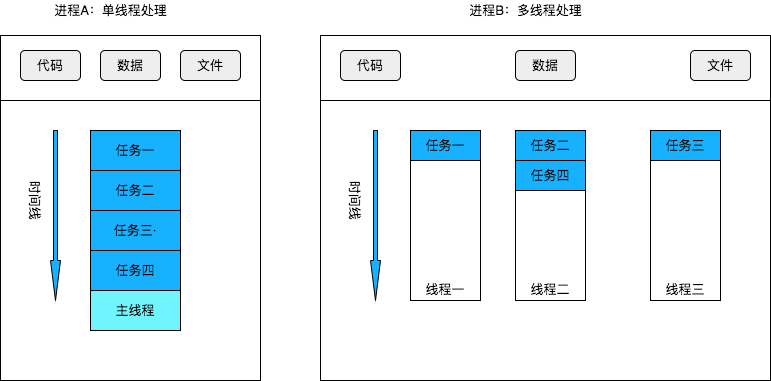 进程A：单线程处理
代码
数据
文件
时间线
任务一
任务二
任务三·
任务四
主线程
进程B：多线程处理
代码
数据
文件
时间线
任务一
线程一
任务二
任务四
线程二
任务三
线程三